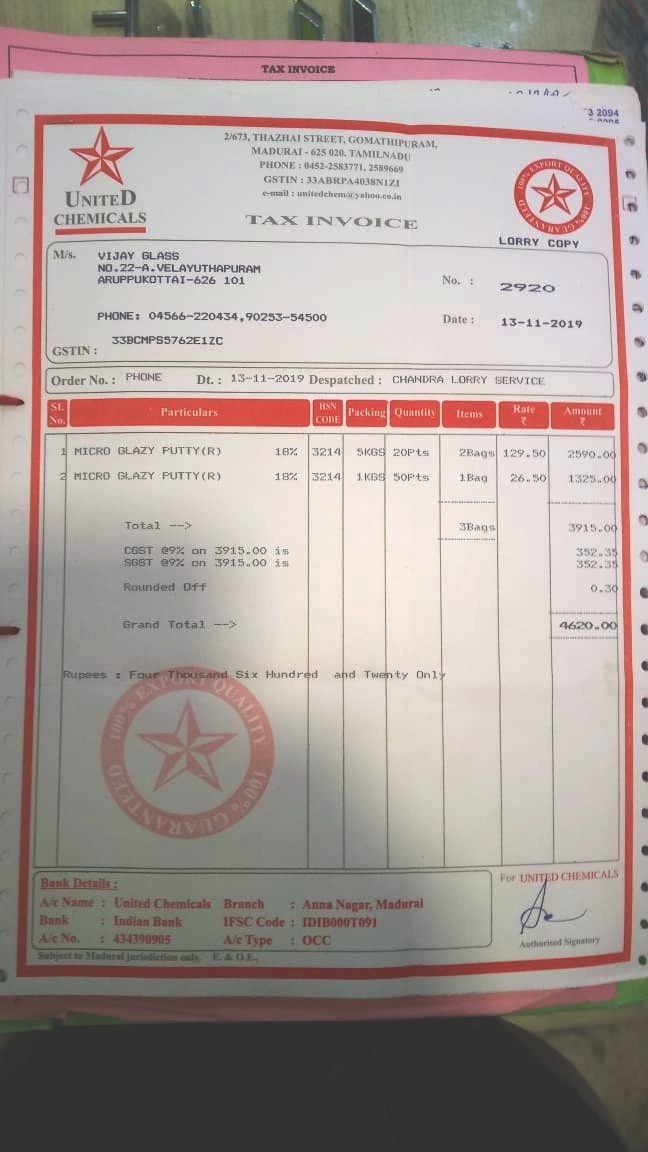 TAX INVOICE
3 2094
2/673, THAZHAI STREET, GOMATHIPURAM,
MADURAI - 625 020. TAMILNADU
PHONE : 0452-2583771, 2589669
GSTIN : 33ABRPA4038N1ZI
e-mail : unitedchem@yahoo.co.in
UNITED
CHEMICALS
TAX INVOICE
100% EXPORT QUALITY
100% GUARANTEED
LORRY COPY
M/s. VIJAY GLASS
NO.22-A.VELAYUTHAPURAM
ARUPPUKOTTAI-626 101
No. : 2920
PHONE: 04566-220434,90253-54500
Date : 13-11-2019
GSTIN : 33BCMPS5762E1ZC
Order No. : PHONE Dt. : 13-11-2019 Despatched : CHANDRA LORRY SERVICE
Sl. No. Particulars HSN CODE Packing Quantity Items Rate ₹ Amount ₹
1 MICRO GLAZY PUTTY(R) 18% 3214 5KGS 20Pts 2Bags 129.50 2590.00
2 MICRO GLAZY PUTTY(R) 18% 3214 1KGS 50Pts 1Bag 26.50 1325.00
Total --> 3Bags 3915.00
CGST @9% on 3915.00 is 352.35
SGST @9% on 3915.00 is 352.35
Rounded Off 0.30
Grand Total --> 4620.00
Rupees : Four Thousand Six Hundred and Twenty Only
100% EXPORT QUALITY
100% GUARANTEED
Bank Details :
A/c Name : United Chemicals Branch : Anna Nagar, Madurai
Bank : Indian Bank IFSC Code : IDIB000T091
A/c No. : 434390905 A/c Type : OCC
For UNITED CHEMICALS
Authorised Signatory
Subject to Madurai jurisdiction only. E. & O.E.,